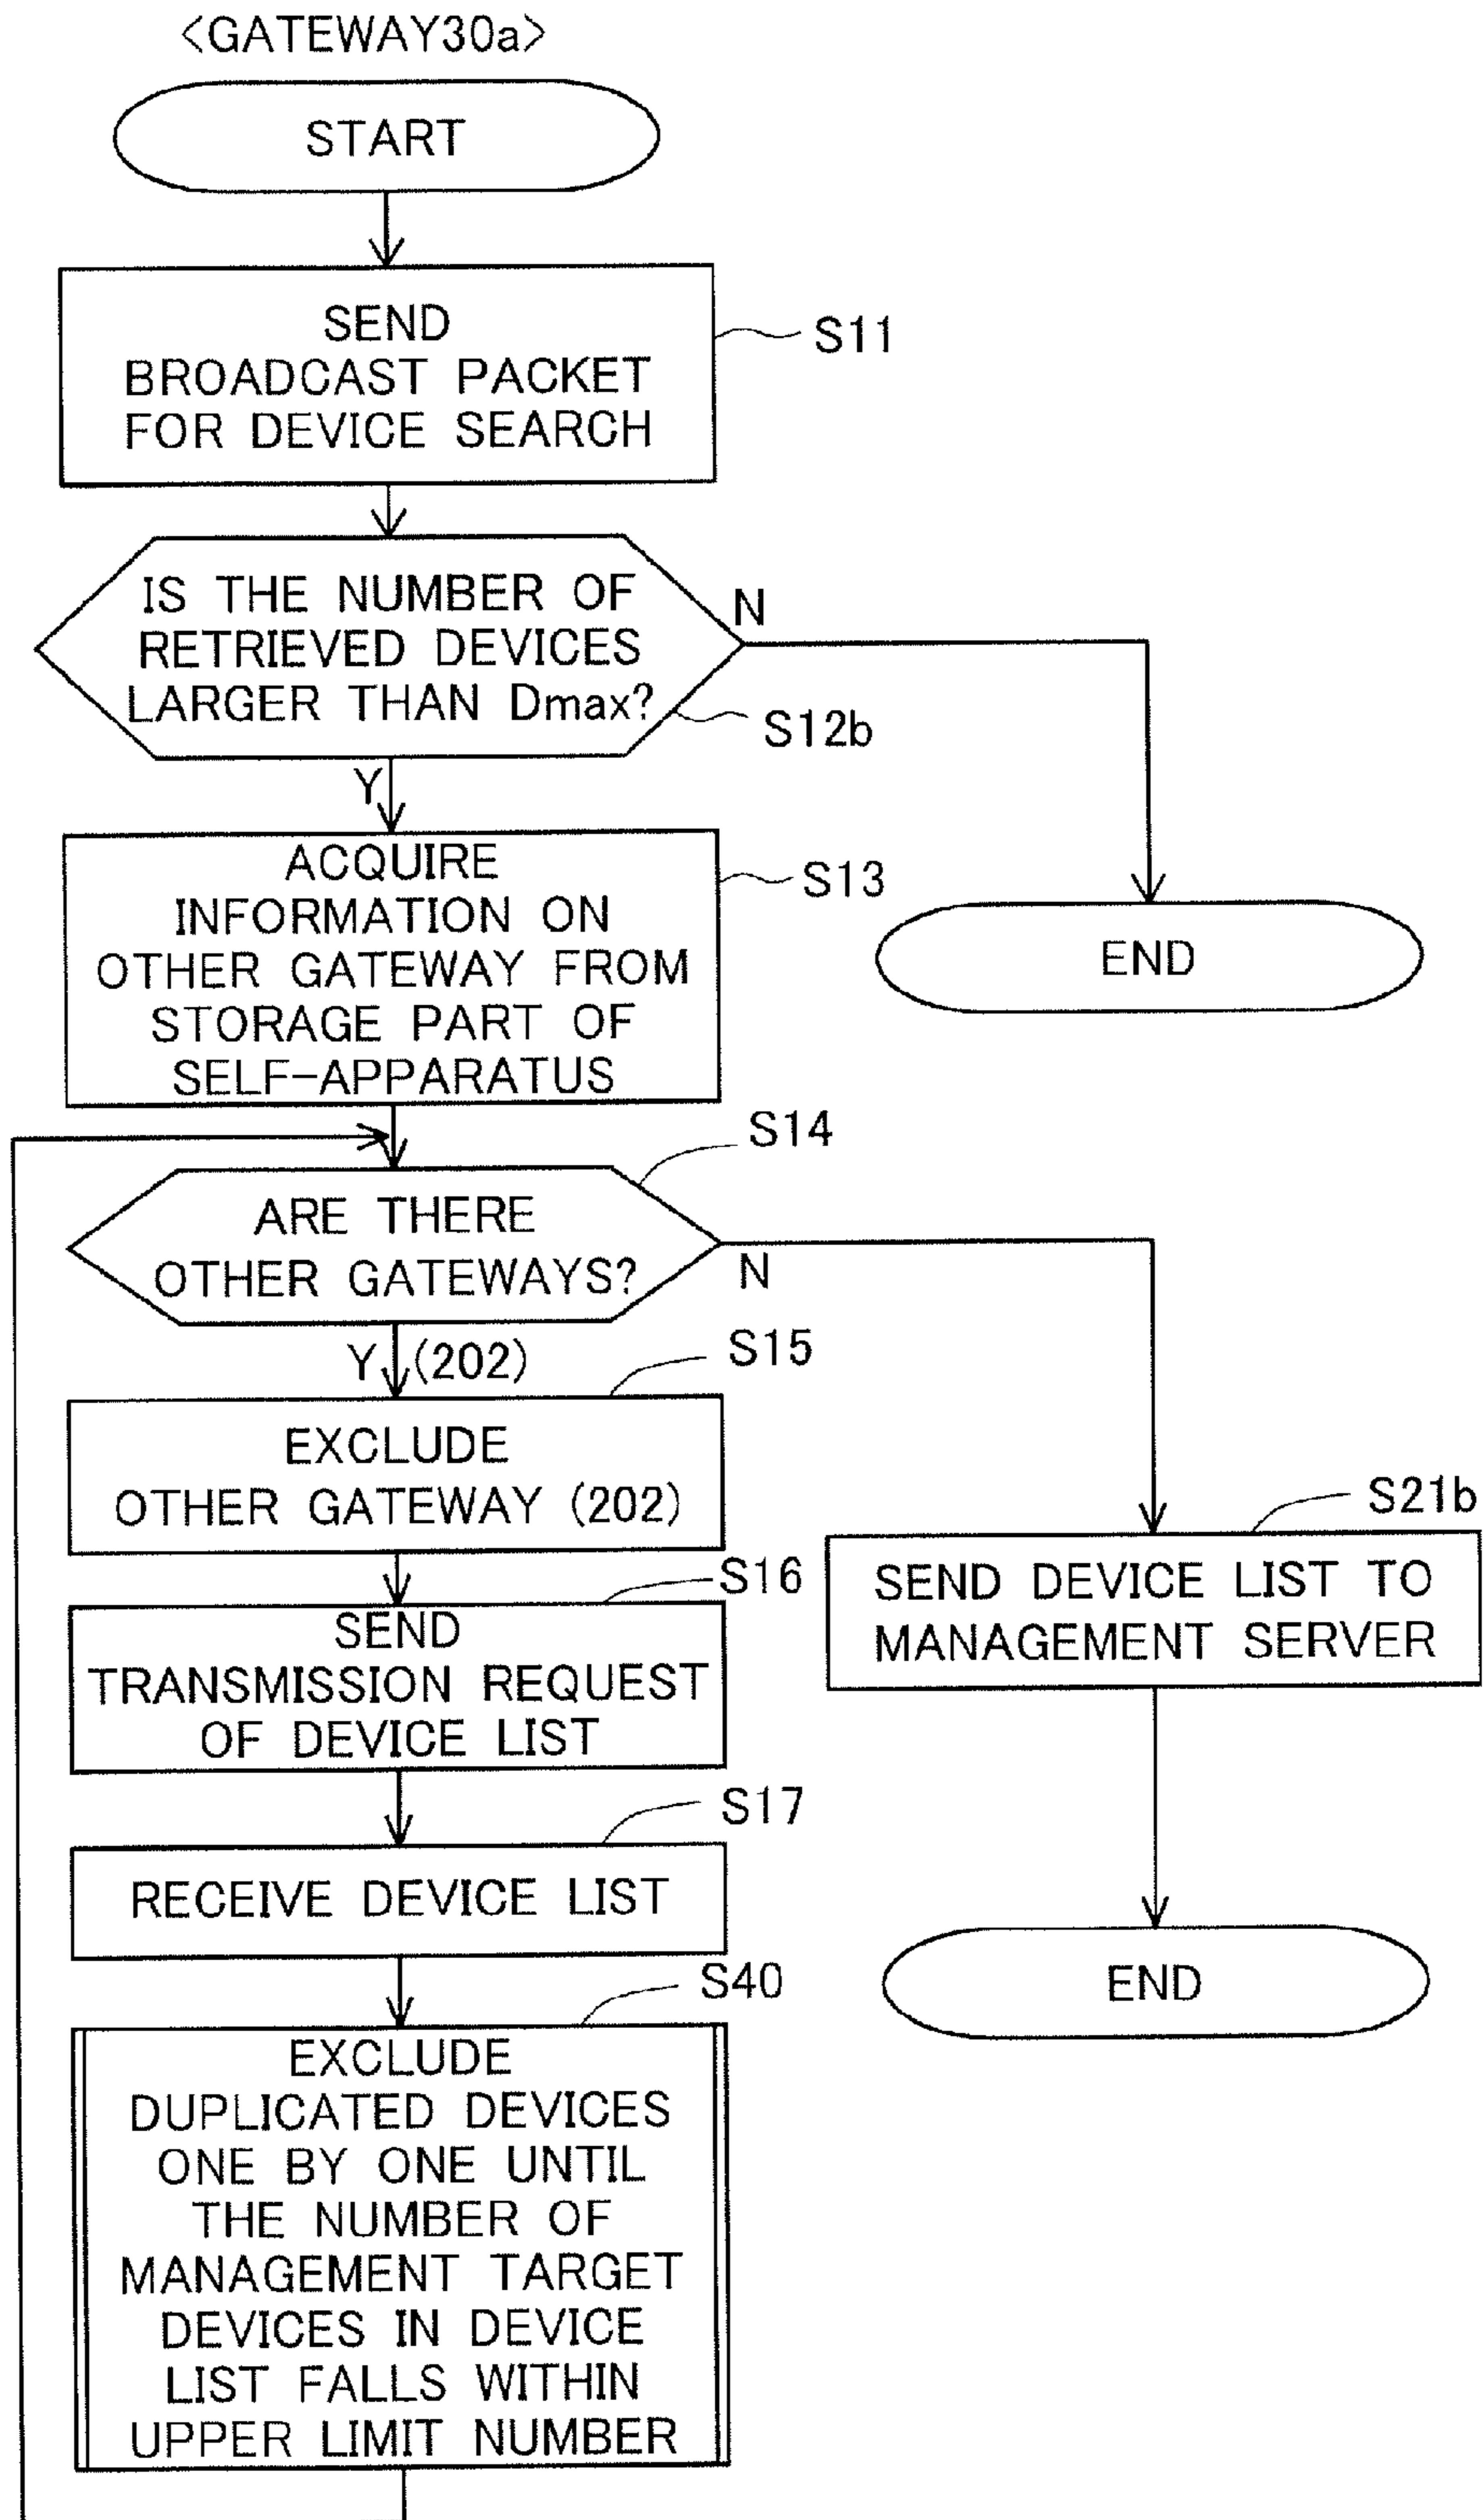 <GATEWAY30a>
START
SEND
BROADCAST PACKET
FOR DEVICE SEARCH
S11
IS THE NUMBER OF
RETRIEVED DEVICES
LARGER THAN Dmax?
N
S12b
Y
ACQUIRE
INFORMATION ON
OTHER GATEWAY FROM
STORAGE PART OF
SELF-APPARATUS
S13
END
S14
ARE THERE
OTHER GATEWAYS?
N
Y (202)
S15
EXCLUDE
OTHER GATEWAY (202)
S21b
SEND DEVICE LIST TO
MANAGEMENT SERVER
S16
SEND
TRANSMISSION REQUEST
OF DEVICE LIST
S17
RECEIVE DEVICE LIST
END
S40
EXCLUDE
DUPLICATED DEVICES
ONE BY ONE UNTIL
THE NUMBER OF
MANAGEMENT TARGET
DEVICES IN DEVICE
LIST FALLS WITHIN
UPPER LIMIT NUMBER